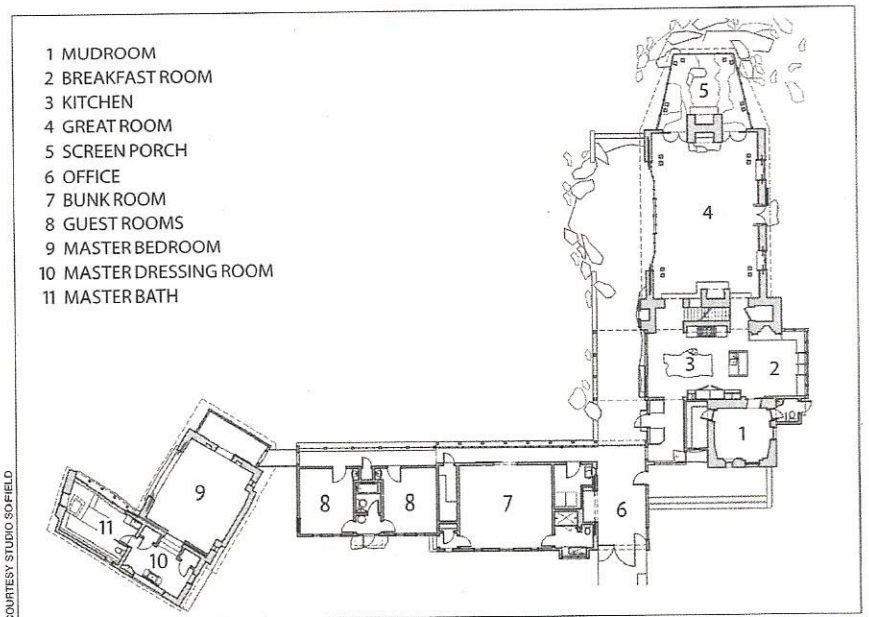 1 MUDROOM
2 BREAKFAST ROOM
3 KITCHEN
4 GREAT ROOM
5 SCREEN PORCH
6 OFFICE
7 BUNK ROOM
8 GUEST ROOMS
9 MASTER BEDROOM
10 MASTER DRESSING ROOM
11 MASTER BATH
5
4
3
2
1
9
8
8
7
6
11
10
COURTESY STUDIO SOFIELD